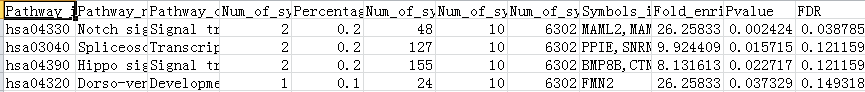 Pathway_i Pathway_n Pathway_c Num_of_sy Percentag Num_of_sy Num_of_sy Num_of_sy Symbols_i Fold_enri Pvalue FDR
hsa04330 Notch sig Signal tr 2 0.2 48 10 6302 MAML2,MAM 26.25833 0.002424 0.038785
hsa03040 Spliceoso Transcrip 2 0.2 127 10 6302 PPIE,SNRN 9.924409 0.015715 0.121159
hsa04390 Hippo sig Signal tr 2 0.2 155 10 6302 BMP8B,CTN 8.131613 0.022717 0.121159
hsa04320 Dorso-ver Developme 1 0.1 24 10 6302 FMN2 26.25833 0.037329 0.149318